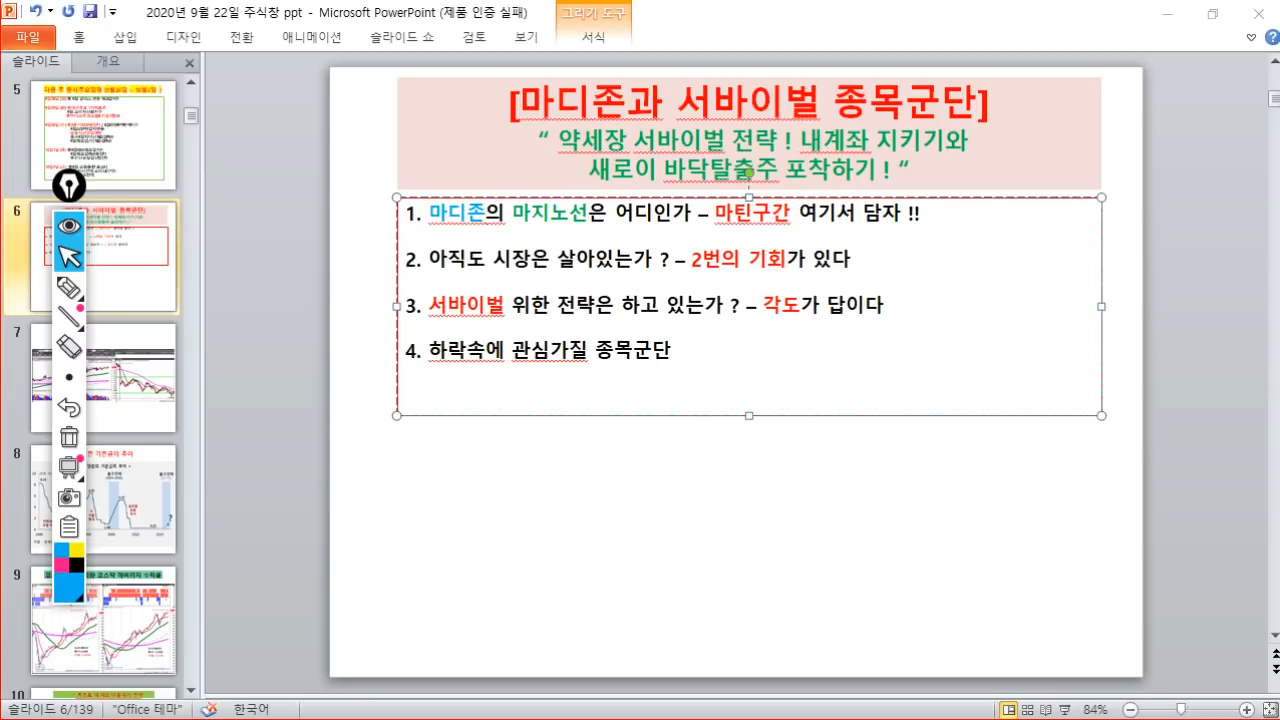 2020년 9월 22일 주식창 ppt - Microsoft PowerPoint (제품 인증 실패)
그리기 도구
파일 홈 삽입 디자인 전환 애니메이션 슬라이드 쇼 검토 보기 서식
슬라이드 개요
5
6
7
8
9
10
[마디존과 서바이벌 종목군단]
“ 약세장 서바이벌 전략 ! 내계좌 지키기와
새로이 바닥탈출주 포착하기 ! “
1. 마디존의 마지노선은 어디인가 – 마틴구간 여기서 담자 !!
2. 아직도 시장은 살아있는가 ? – 2번의 기회가 있다
3. 서바이벌 위한 전략은 하고 있는가 ? – 각도가 답이다
4. 하락속에 관심가질 종목군단
슬라이드 6/139 "Office 테마" 한국어 84%